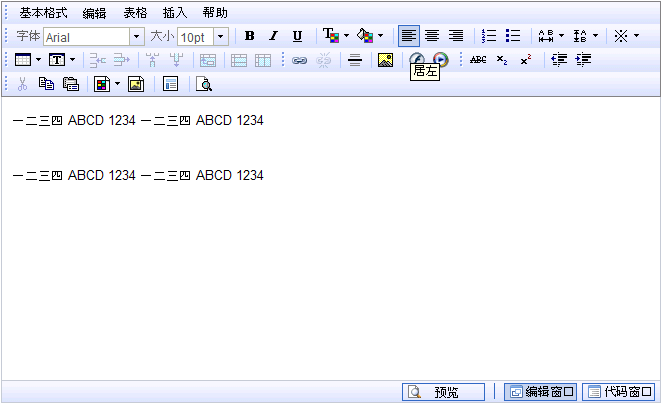 基本格式 编辑 表格 插入 帮助
字体 Arial 大小 10pt B I U T
T ABC x₂ x²
居左
一二三四 ABCD 1234 一二三四 ABCD 1234
一二三四 ABCD 1234 一二三四 ABCD 1234
预览 编辑窗口 代码窗口